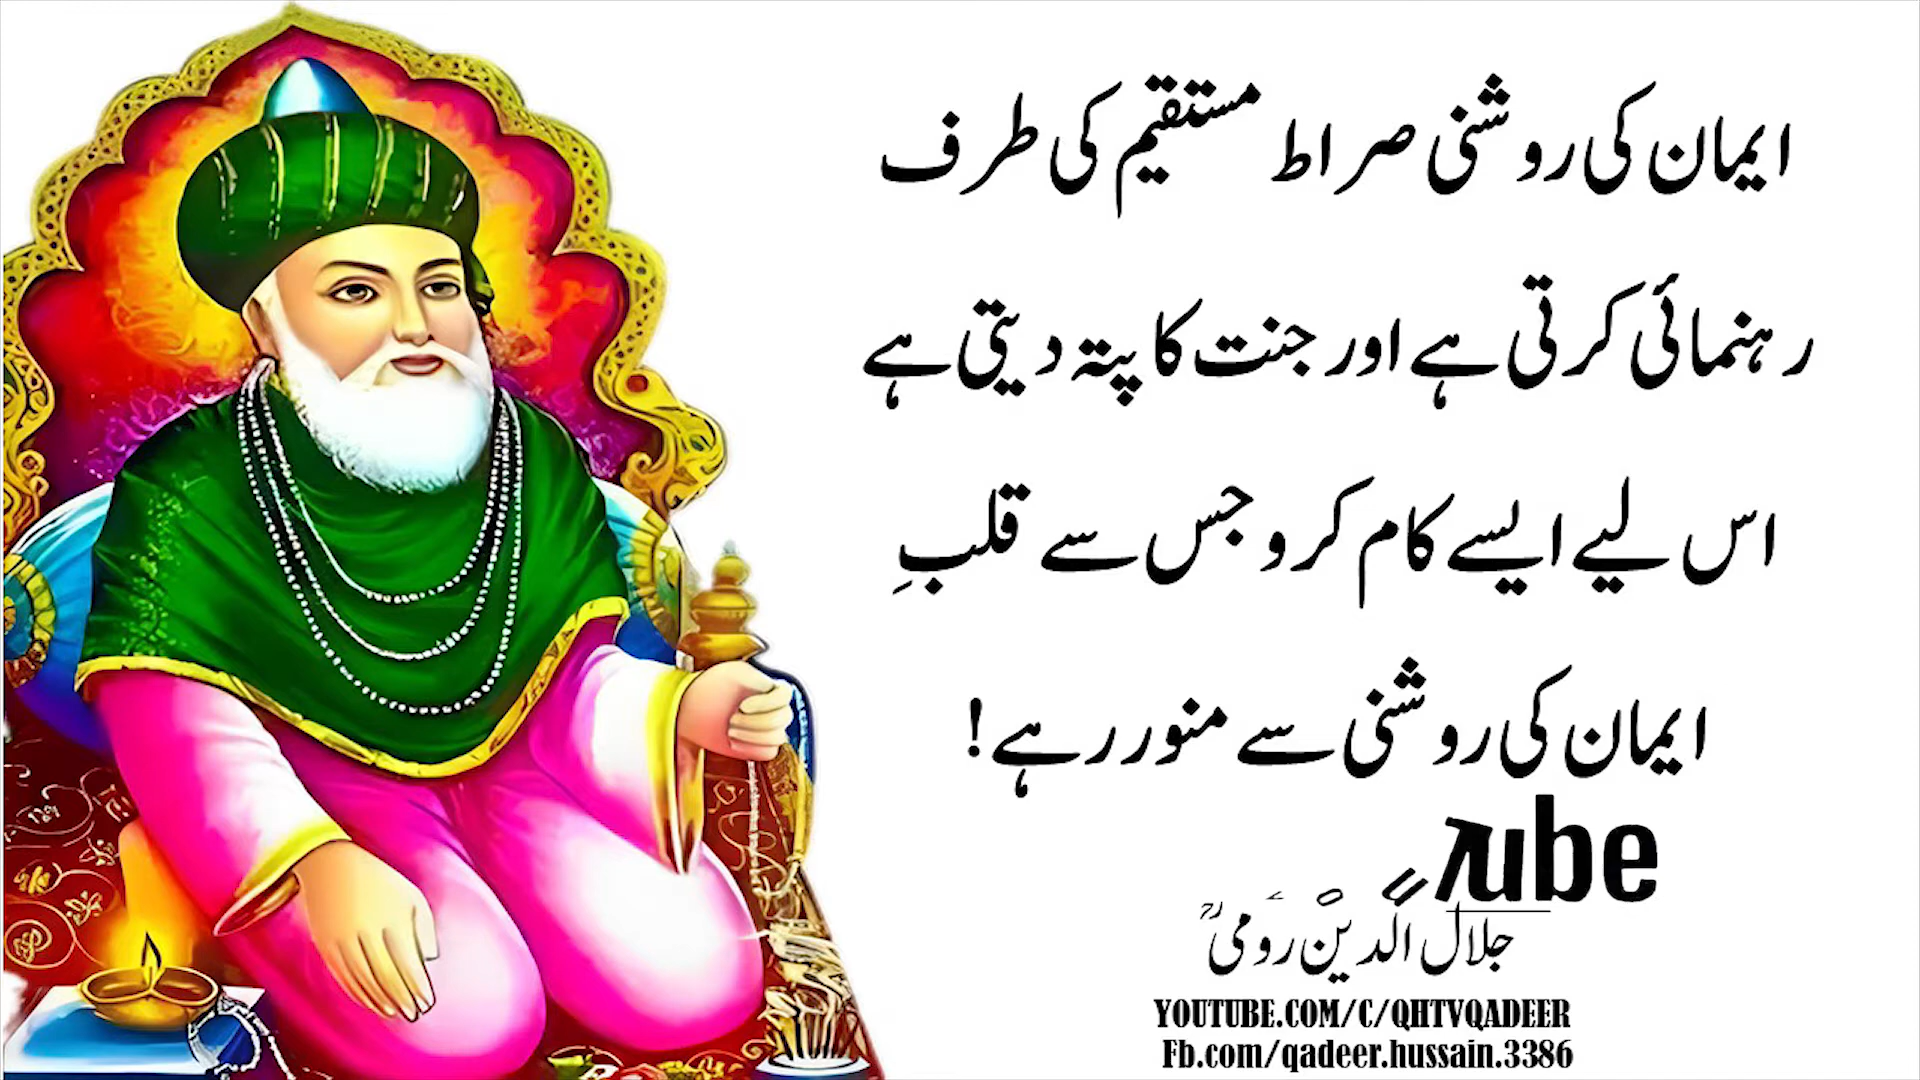 ایمان کی روشنی صراط مستقیم کی طرف
رہنمائی کرتی ہے اور جنت کا پتہ دیتی ہے
اس لیے ایسے کام کرو جس سے قلبِ
ایمان کی روشنی سے منور رہے!
ube
جلال الدین رومیؒ
YOUTUBE.COM/C/QHTVQADEER
Fb.com/qadeer.hussain.3386